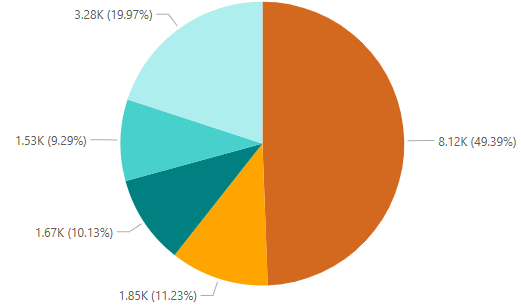 3.28K (19.97%)
1.53K (9.29%)
8.12K (49.39%)
1.67K (10.13%)
1.85K (11.23%)